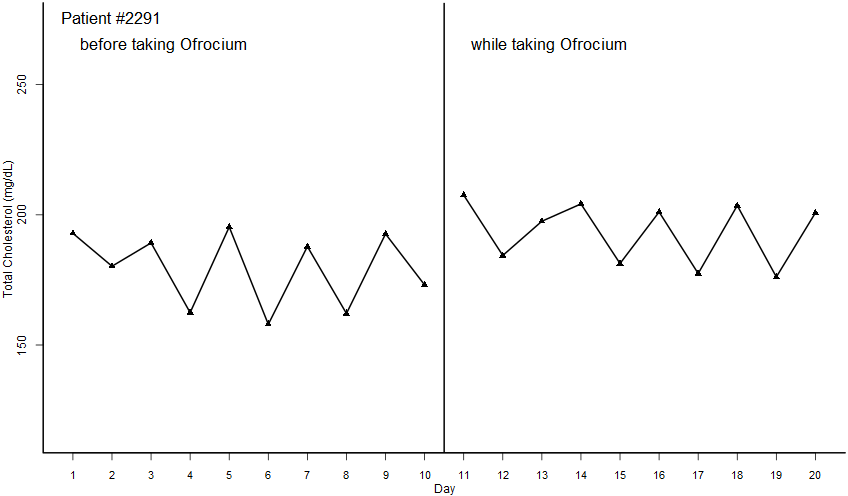 Patient #2291
before taking Ofrocium
while taking Ofrocium
Total Cholesterol (mg/dL)
250
200
150
1 2 3 4 5 6 7 8 9 10 11 12 13 14 15 16 17 18 19 20
Day